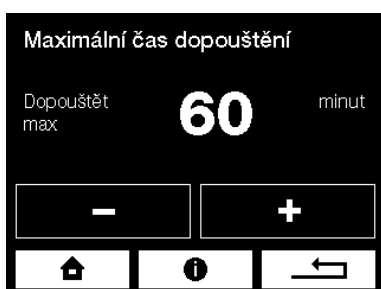 Maximální čas dopouštění
Dopouštět
max
60
minut
− +